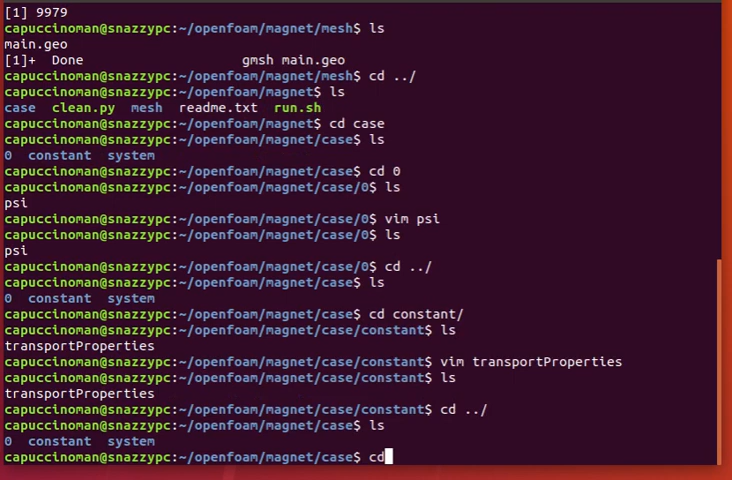 [1] 9979
capuccinoman@snazzypc:~/openfoam/magnet/mesh$ ls
main.geo
[1]+  Done                    gmsh main.geo
capuccinoman@snazzypc:~/openfoam/magnet/mesh$ cd ../
capuccinoman@snazzypc:~/openfoam/magnet$ ls
case  clean.py  mesh  readme.txt  run.sh
capuccinoman@snazzypc:~/openfoam/magnet$ cd case
capuccinoman@snazzypc:~/openfoam/magnet/case$ ls
0  constant  system
capuccinoman@snazzypc:~/openfoam/magnet/case$ cd 0
capuccinoman@snazzypc:~/openfoam/magnet/case/0$ ls
psi
capuccinoman@snazzypc:~/openfoam/magnet/case/0$ vim psi
capuccinoman@snazzypc:~/openfoam/magnet/case/0$ ls
psi
capuccinoman@snazzypc:~/openfoam/magnet/case/0$ cd ../
capuccinoman@snazzypc:~/openfoam/magnet/case$ ls
0  constant  system
capuccinoman@snazzypc:~/openfoam/magnet/case$ cd constant/
capuccinoman@snazzypc:~/openfoam/magnet/case/constant$ ls
transportProperties
capuccinoman@snazzypc:~/openfoam/magnet/case/constant$ vim transportProperties
capuccinoman@snazzypc:~/openfoam/magnet/case/constant$ ls
transportProperties
capuccinoman@snazzypc:~/openfoam/magnet/case/constant$ cd ../
capuccinoman@snazzypc:~/openfoam/magnet/case$ ls
0  constant  system
capuccinoman@snazzypc:~/openfoam/magnet/case$ cd